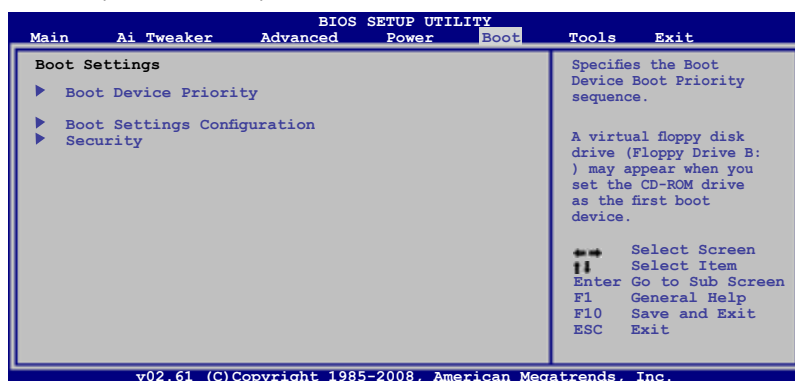 BIOS SETUP UTILITY
Main Ai Tweaker Advanced Power Boot Tools Exit
Boot Settings
Boot Device Priority
Boot Settings Configuration
Security
Specifies the Boot
Device Boot Priority
sequence.
A virtual floppy disk
drive (Floppy Drive B:
) may appear when you
set the CD-ROM drive
as the first boot
device.
Select Screen
Select Item
Enter Go to Sub Screen
F1 General Help
F10 Save and Exit
ESC Exit
v02.61 (C)Copyright 1985-2008, American Megatrends, Inc.